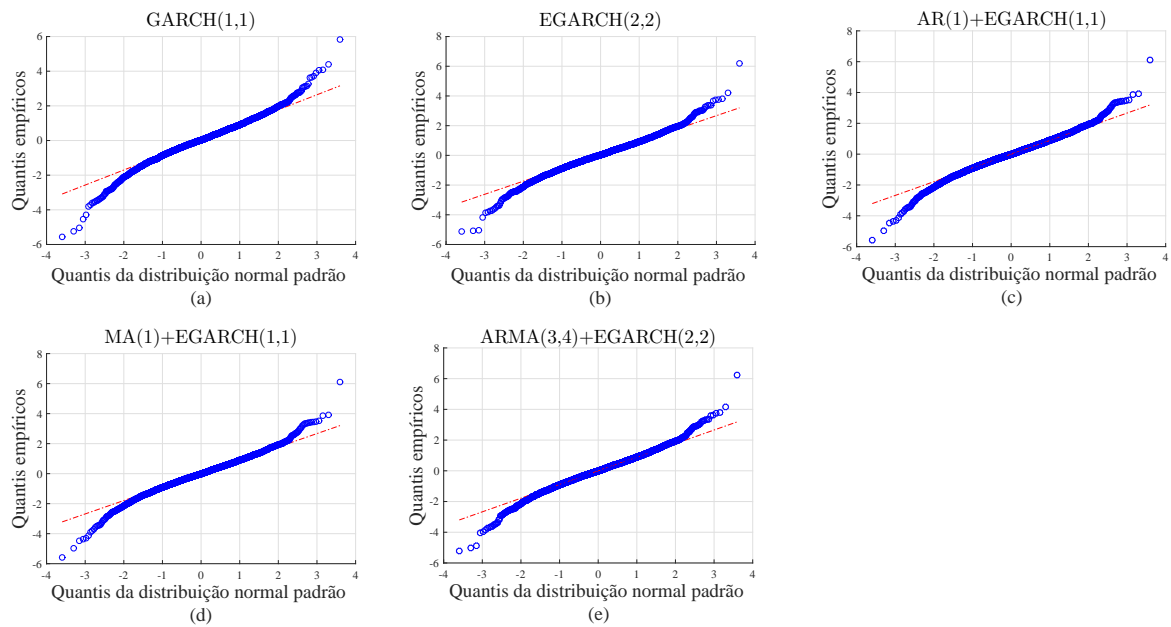 GARCH(1,1)
Quantis empíricos
6
4
2
0
-2
-4
-6
-4 -3 -2 -1 0 1 2 3 4
Quantis da distribuição normal padrão
(a)
EGARCH(2,2)
Quantis empíricos
8
6
4
2
0
-2
-4
-6
-4 -3 -2 -1 0 1 2 3 4
Quantis da distribuição normal padrão
(b)
AR(1)+EGARCH(1,1)
Quantis empíricos
8
6
4
2
0
-2
-4
-6
-4 -3 -2 -1 0 1 2 3 4
Quantis da distribuição normal padrão
(c)
MA(1)+EGARCH(1,1)
Quantis empíricos
8
6
4
2
0
-2
-4
-6
-4 -3 -2 -1 0 1 2 3 4
Quantis da distribuição normal padrão
(d)
ARMA(3,4)+EGARCH(2,2)
Quantis empíricos
8
6
4
2
0
-2
-4
-6
-4 -3 -2 -1 0 1 2 3 4
Quantis da distribuição normal padrão
(e)